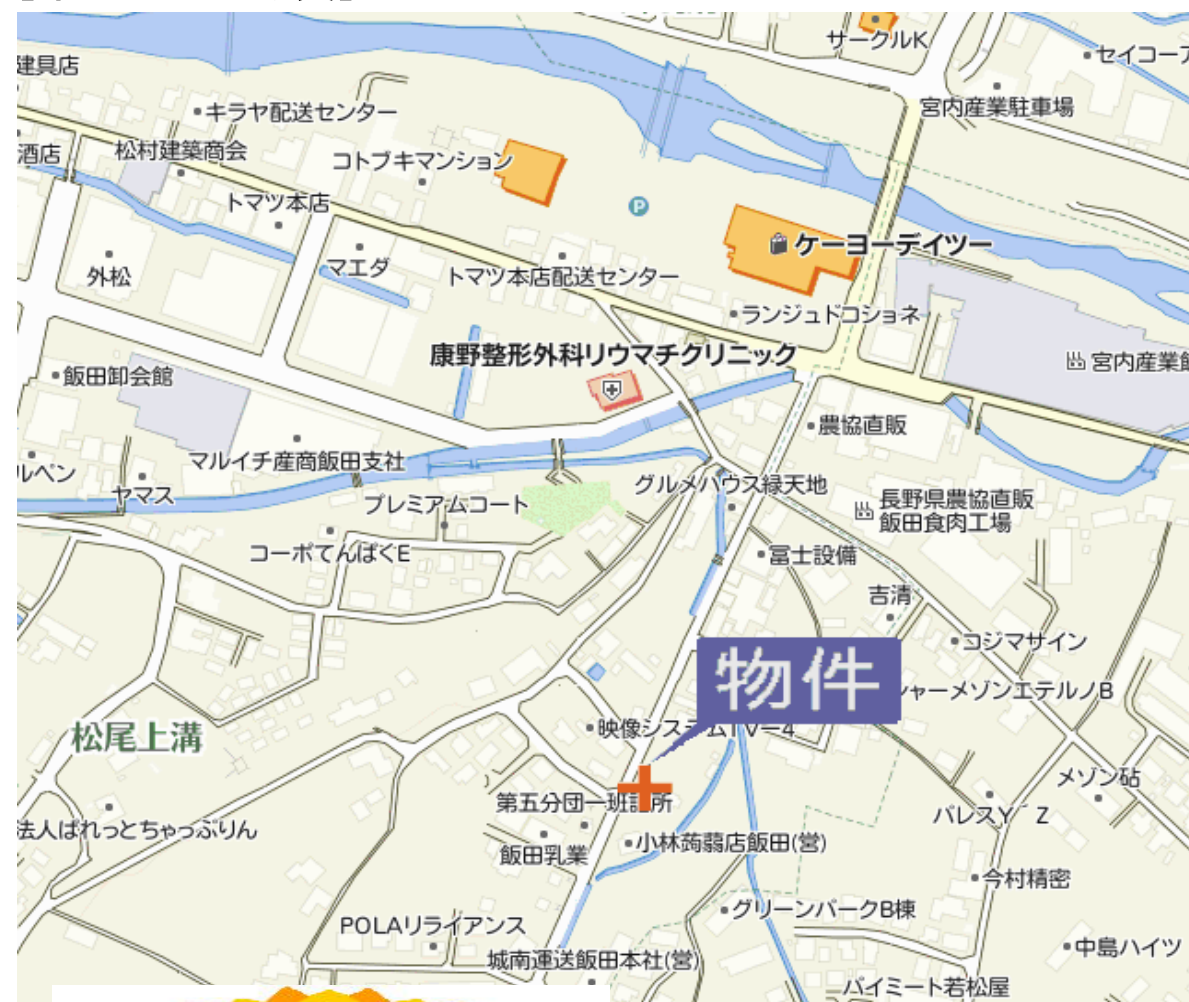 サークルK
セイコーア
建具店
キラヤ配送センター
宮内産業駐車場
酒店
松村建築商会
コトブキマンション
トマツ本店
P
ケーヨーデイツー
外松
マエダ
トマツ本店配送センター
ランジュドコショネ
康野整形外科リウマチクリニック
宮内産業飯
飯田卸会館
農協直販
マルイチ産商飯田支社
ルペン
ヤマス
グルメハウス緑天地
プレミアムコート
長野県農協直販
飯田食肉工場
コーポてんぱくE
冨士設備
吉清
コジマサイン
物件
シャーメゾンエテルノB
松尾上溝
映像システムTV-4
メゾン砧
第五分団一班詰所
パレスY Z
法人ぱれっとちゃっぷりん
小林蒟蒻店飯田(営)
飯田乳業
今村精密
グリーンパークB棟
POLAリライアンス
中島ハイツ
城南運送飯田本社(営)
パイミート若松屋